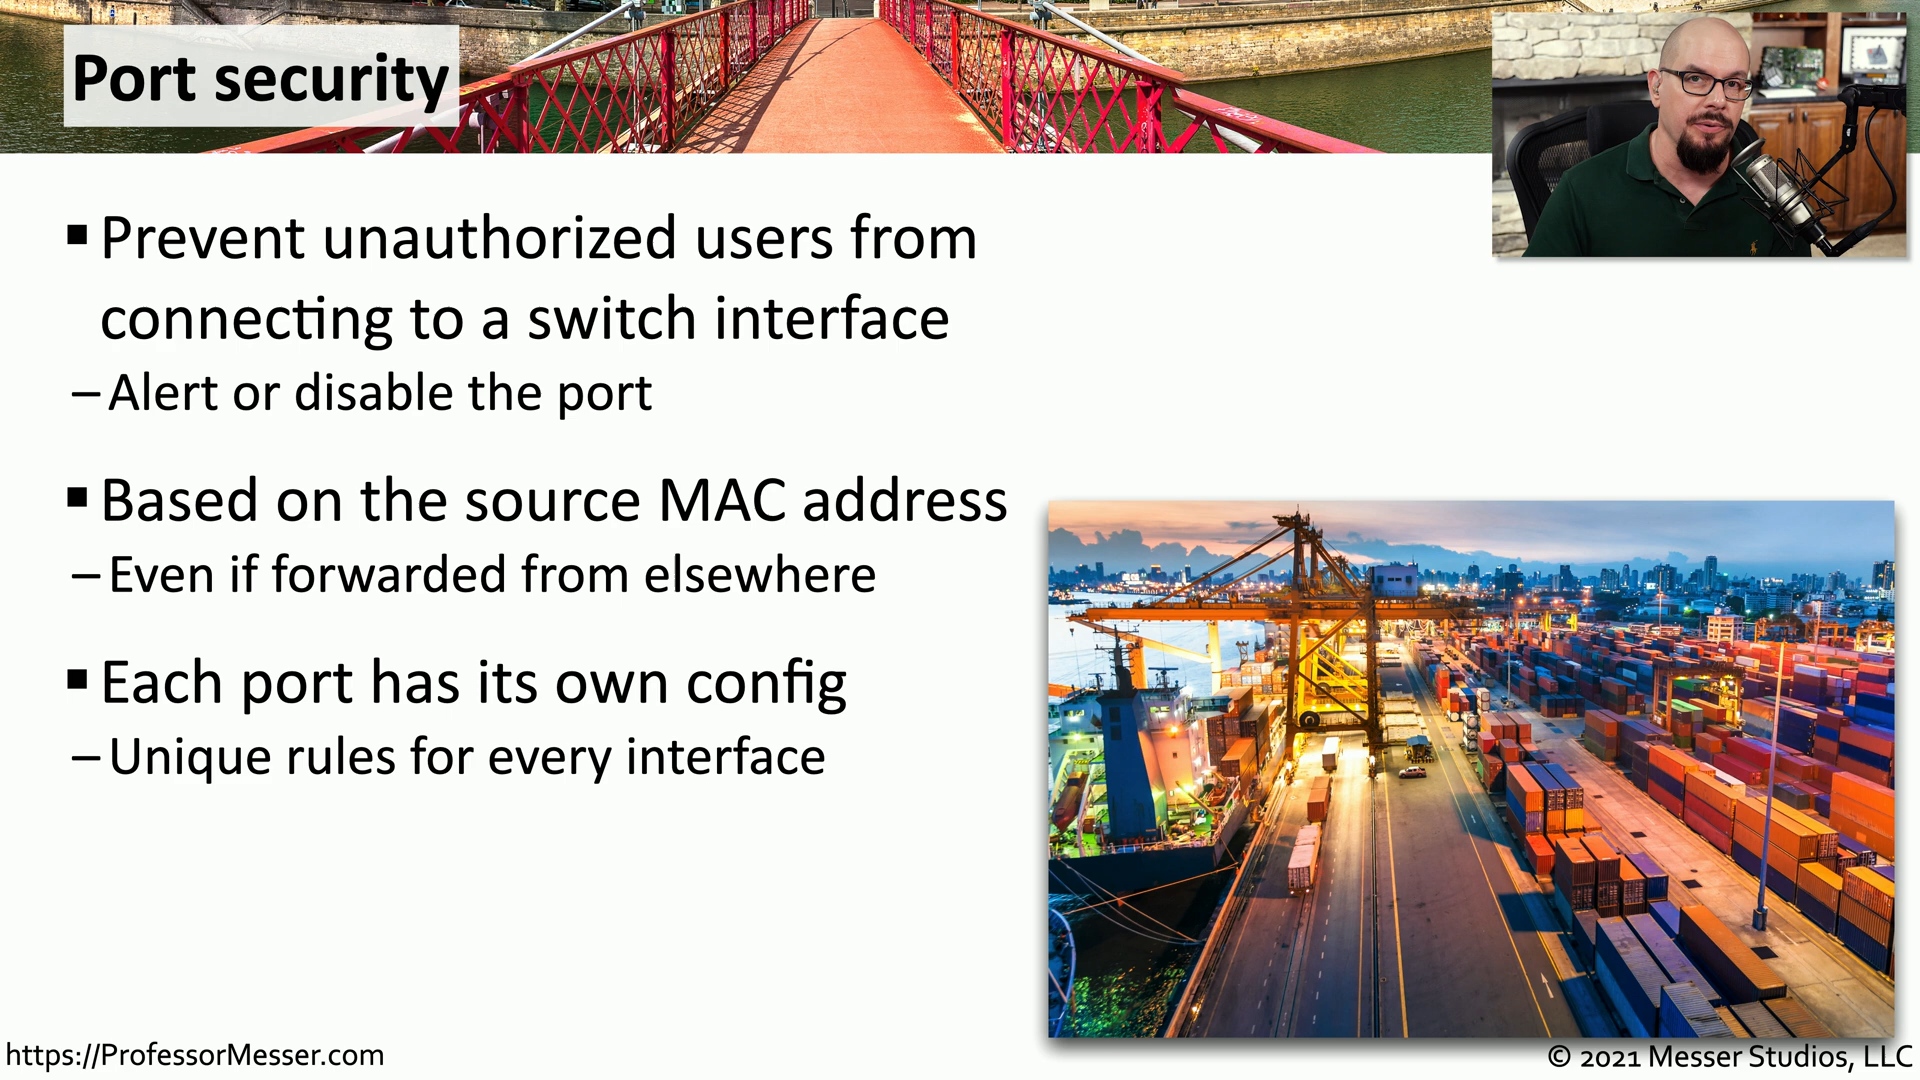 Port security
▪ Prevent unauthorized users from
connecting to a switch interface
– Alert or disable the port
▪ Based on the source MAC address
– Even if forwarded from elsewhere
▪ Each port has its own config
– Unique rules for every interface
https://ProfessorMesser.com
© 2021 Messer Studios, LLC